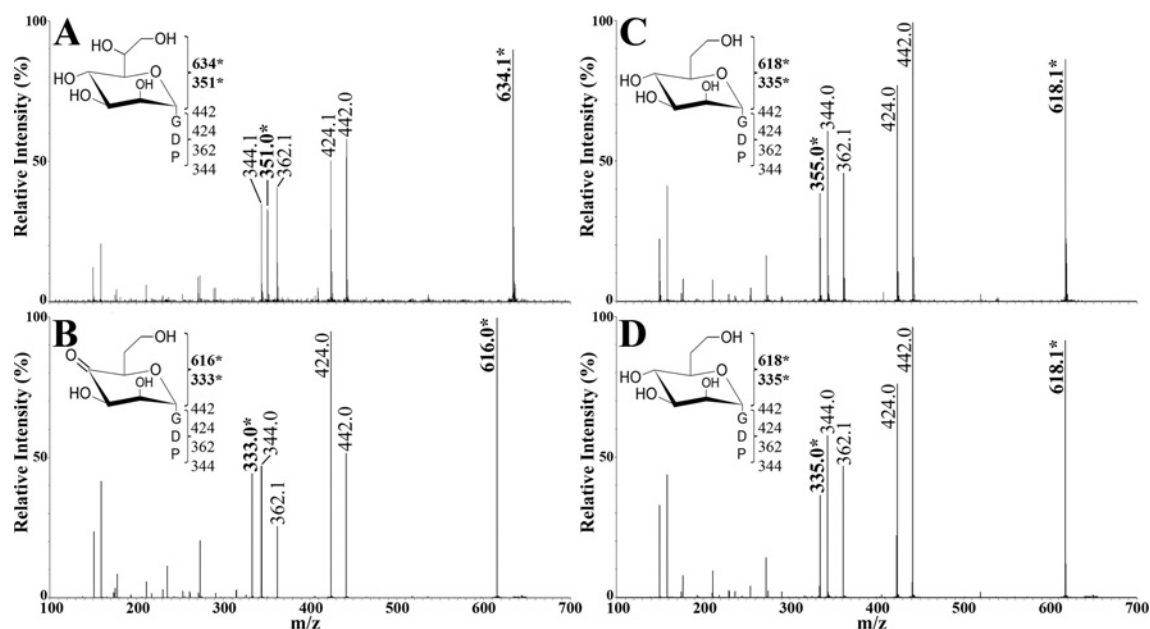 A
Relative Intensity (%)
100
50
0
OH
HO
HO
O
OH
HO
634*
351*
442
424
362
344
G
D
P
344.1
351.0*
362.1
424.1
442.0
634.1*
B
Relative Intensity (%)
100
50
0
OH
O
O
OH
HO
616*
333*
442
424
362
344
G
D
P
333.0*
344.0
362.1
424.0
442.0
616.0*
100 200 300 400 500 600 700
m/z
C
Relative Intensity (%)
100
50
0
OH
HO
O
OH
HO
618*
335*
442
424
362
344
G
D
P
355.0*
344.0
362.1
424.0
442.0
618.1*
D
Relative Intensity (%)
100
50
0
OH
HO
O
OH
HO
618*
335*
442
424
362
344
G
D
P
335.0*
344.0
362.1
424.0
442.0
618.1*
100 200 300 400 500 600 700
m/z